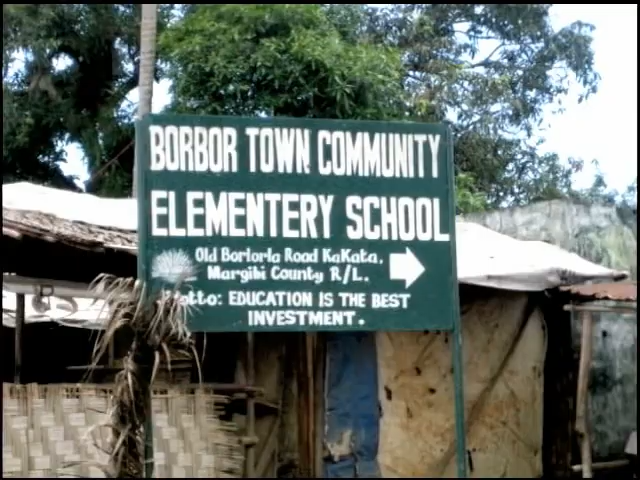 BORBOR TOWN COMMUNITY
ELEMENTERY SCHOOL
Old Borlorla Road KaKata,
Margibi County R/L.
Motto: EDUCATION IS THE BEST
INVESTMENT.